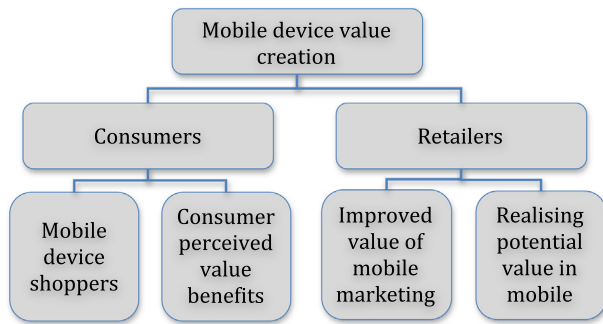 Mobile device value
creation
Consumers
Retailers
Mobile
device
shoppers
Consumer
perceived
value
benefits
Improved
value of
mobile
marketing
Realising
potential
value in
mobile